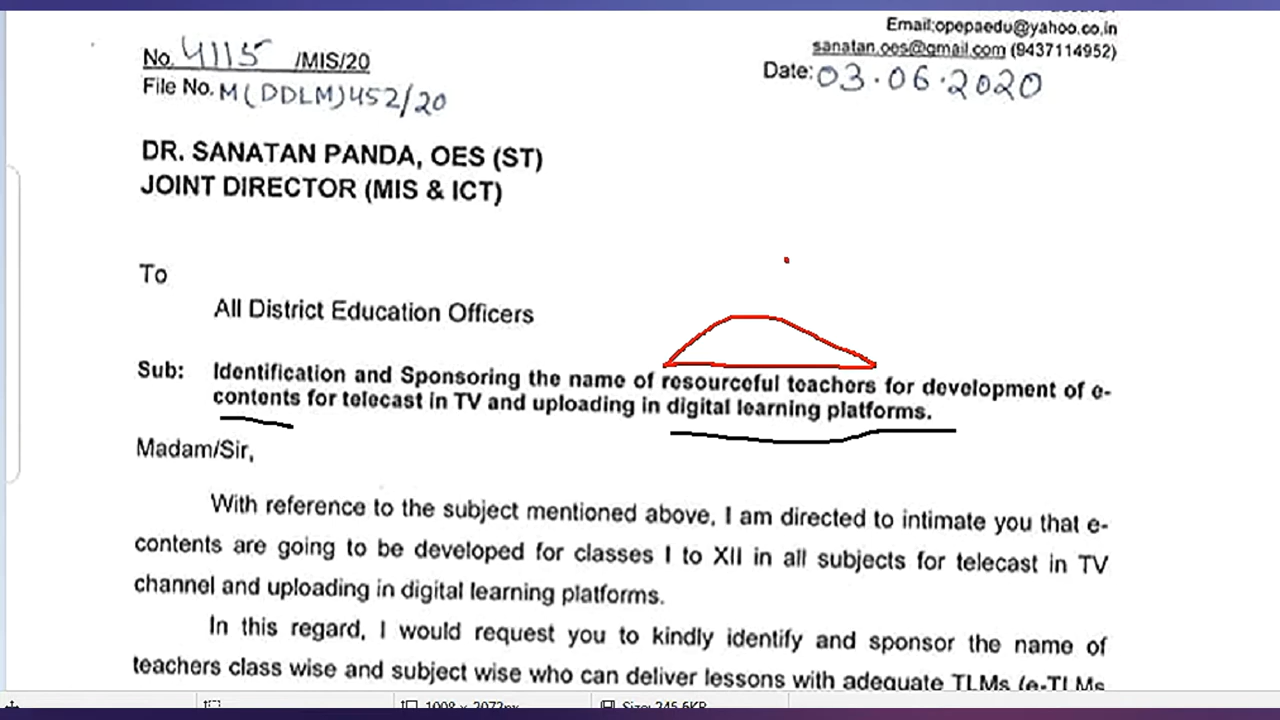 Email:opepaedu@yahoo.co.in
sanatan.oes@gmail.com (9437114952)
No. 4115 /MIS/20
Date: 03.06.2020
File No. M(DDLM)452/20
DR. SANATAN PANDA, OES (ST)
JOINT DIRECTOR (MIS & ICT)
To
All District Education Officers
Sub: Identification and Sponsoring the name of resourceful teachers for development of e-
contents for telecast in TV and uploading in digital learning platforms.
Madam/Sir,
With reference to the subject mentioned above, I am directed to intimate you that e-
contents are going to be developed for classes I to XII in all subjects for telecast in TV
channel and uploading in digital learning platforms.
In this regard, I would request you to kindly identify and sponsor the name of
teachers class wise and subject wise who can deliver lessons with adequate TLMs (e-TLMs
Size: 245.6KB